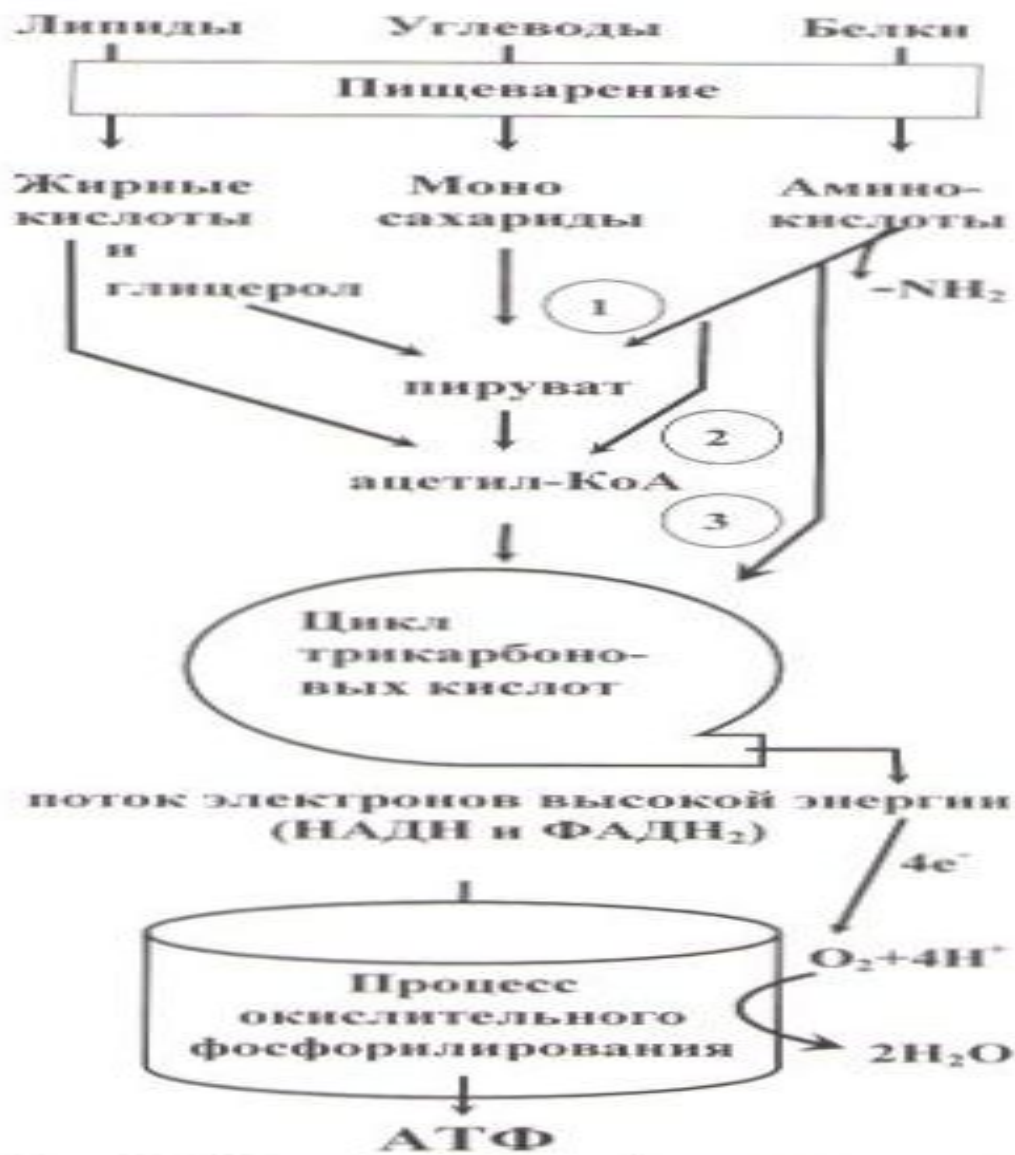 Липиды Углеводы Белки
Пищеварение
Жирные Моно Амино-
кислоты сахариды кислоты
и
глицерол
-NH₂
1
пируват
2
ацетил-КоА
3
Цикл
трикарбоно-
вых кислот
поток электронов высокой энергии
(НАДН и ФАДН₂)
4e⁻
O₂+4H⁺
Процесс
окислительного
фосфорилирования
2H₂O
АТФ